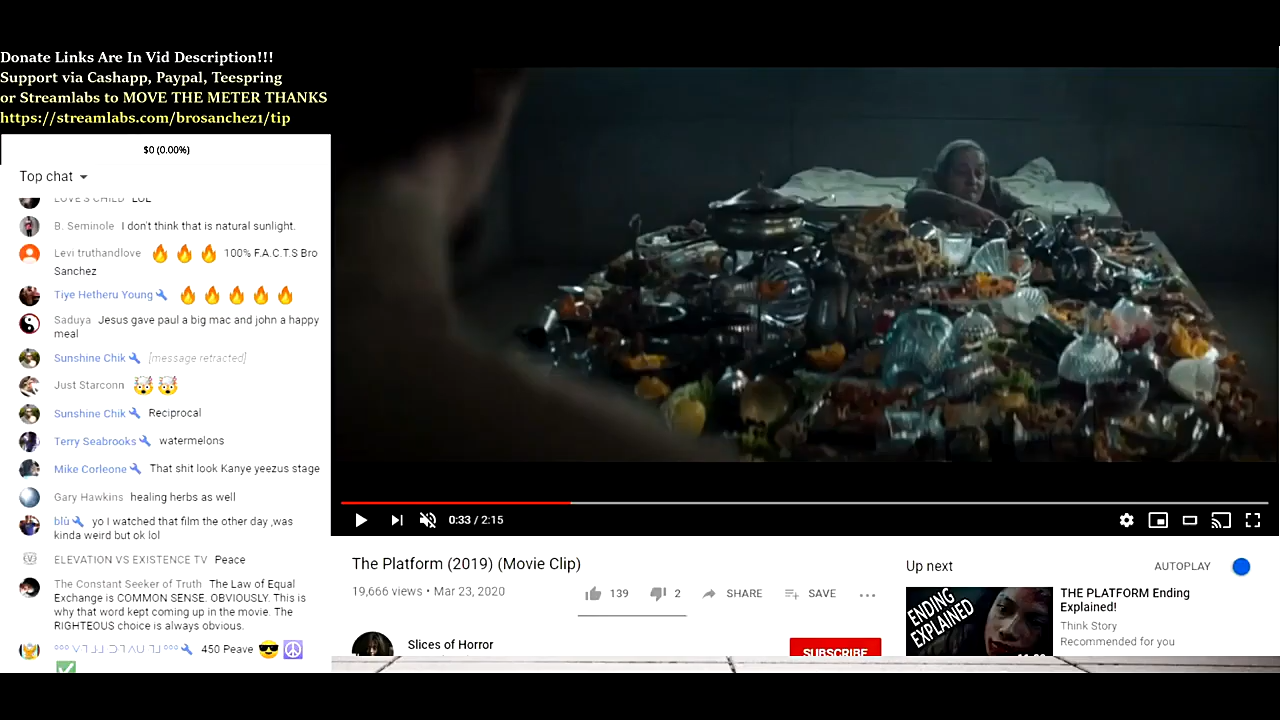 Donate Links Are In Vid Description!!!
Support via Cashapp, Paypal, Teespring
or Streamlabs to MOVE THE METER THANKS
https://streamlabs.com/brosanchez1/tip
$0 (0.00%)
Top chat
LOVE'S CHILD LOL
B. Seminole I don't think that is natural sunlight.
Levi truthandlove 🔥 🔥 🔥 100% F.A.C.T.S Bro
Sanchez
Tiye Hetheru Young 🔥 🔥 🔥 🔥 🔥
Saduya Jesus gave paul a big mac and john a happy
meal
Sunshine Chik [message retracted]
Just Starconn 🤯 🤯
Sunshine Chik Reciprocal
Terry Seabrooks watermelons
Mike Corleone That shit look Kanye yeezus stage
Gary Hawkins healing herbs as well
blü yo I watched that film the other day ,was
kinda weird but ok lol
ELEVATION VS EXISTENCE TV Peace
The Constant Seeker of Truth The Law of Equal
Exchange is COMMON SENSE. OBVIOUSLY. This is
why that word kept coming up in the movie. The
RIGHTEOUS choice is always obvious.
450 Peave 😎 ☮️
✅
0:33 / 2:15
The Platform (2019) (Movie Clip)
19,666 views • Mar 23, 2020
139
2
SHARE
SAVE
Slices of Horror
SUBSCRIBE
Up next
AUTOPLAY
ENDING
EXPLAINED!
THE PLATFORM Ending
Explained!
Think Story
Recommended for you